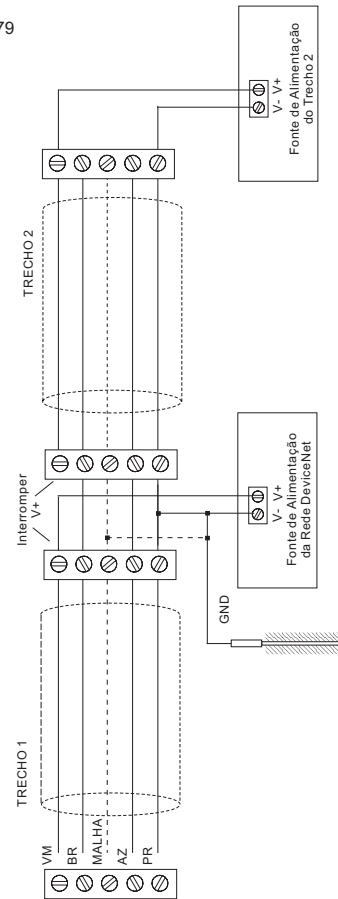 79
TRECHO 2
V- V+
Fonte de Alimentação
do Trecho 2
Interromper
V+
V- V+
Fonte de Alimentação
da Rede DeviceNet
GND
TRECHO 1
VM
BR
MALHA
AZ
PR